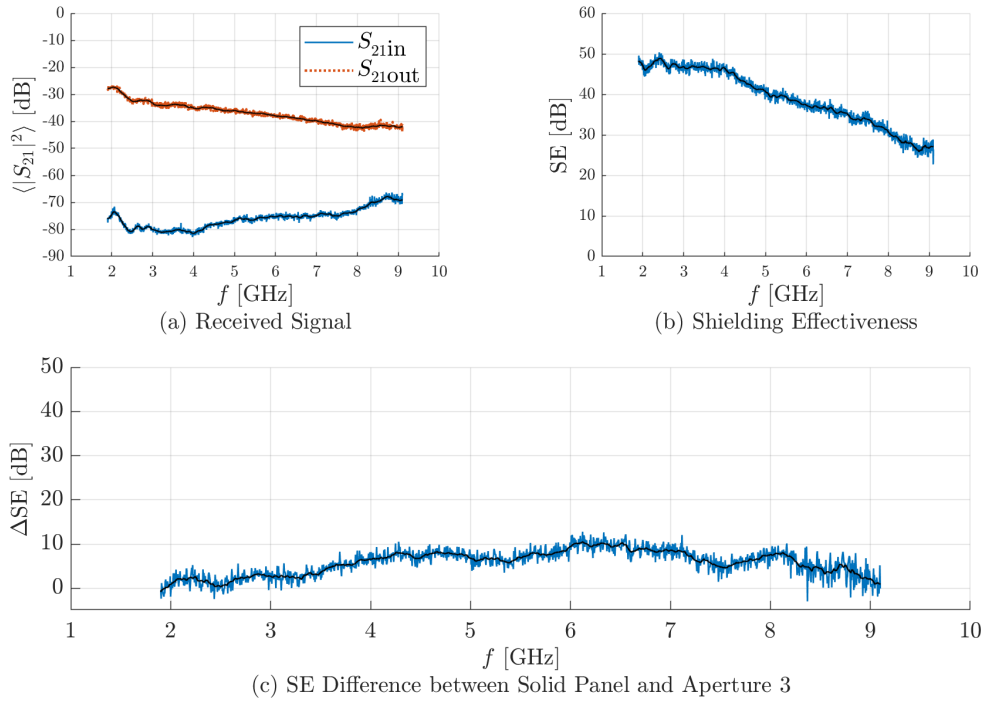 -0
-10
-20
-30
-40
-50
-60
-70
-80
-90
⟨|S21|²⟩ [dB]
S21in
S21out
1 2 3 4 5 6 7 8 9 10
f [GHz]
(a) Received Signal
60
50
40
30
20
10
0
SE [dB]
1 2 3 4 5 6 7 8 9 10
f [GHz]
(b) Shielding Effectiveness
50
40
30
20
10
0
ΔSE [dB]
1 2 3 4 5 6 7 8 9 10
f [GHz]
(c) SE Difference between Solid Panel and Aperture 3